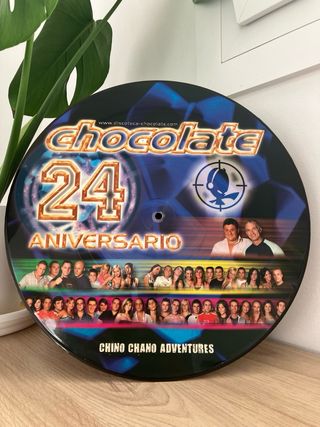 www.discoteca-chocolate.com
chocolate
24
ANIVERSARIO
CHINO CHANO ADVENTURES